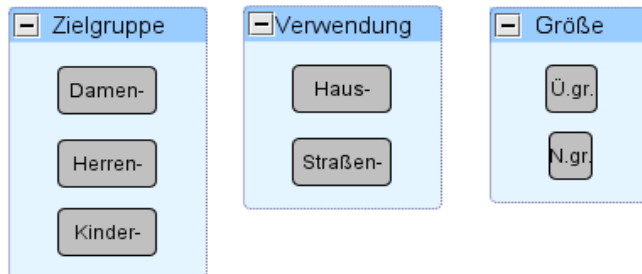 Zielgruppe
Damen-
Herren-
Kinder-
Verwendung
Haus-
Straßen-
Größe
Ü.gr.
N.gr.